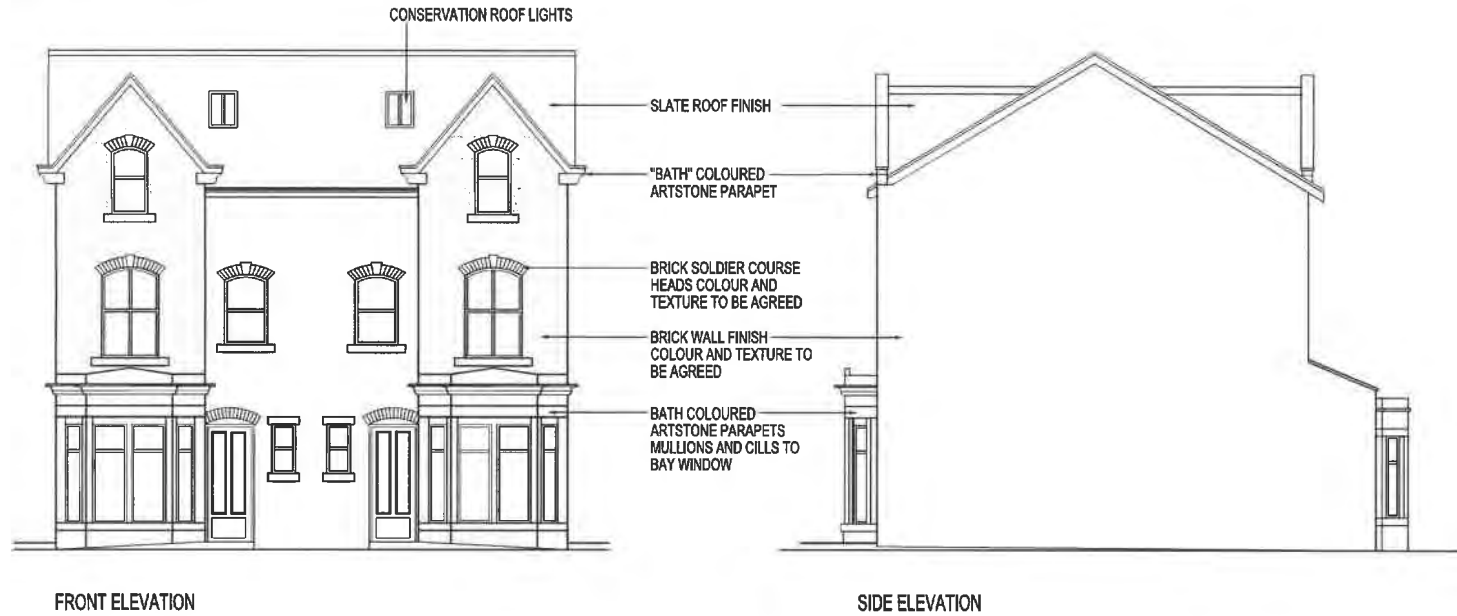 CONSERVATION ROOF LIGHTS
SLATE ROOF FINISH
"BATH" COLOURED
ARTSTONE PARAPET
BRICK SOLDIER COURSE
HEADS COLOUR AND
TEXTURE TO BE AGREED
BRICK WALL FINISH
COLOUR AND TEXTURE TO
BE AGREED
BATH COLOURED
ARTSTONE PARAPETS
MULLIONS AND CILLS TO
BAY WINDOW
FRONT ELEVATION
SIDE ELEVATION